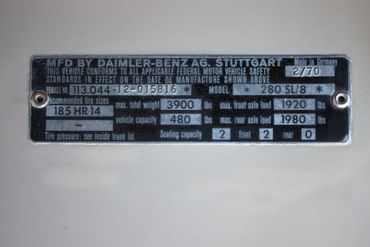 MFD BY DAIMLER-BENZ AG. STUTTGART
Made in Germany
THIS VEHICLE CONFORMS TO ALL APPLICABLE FEDERAL MOTOR VEHICLE SAFETY
STANDARDS IN EFFECT ON THE DATE OF MANUFACTURE SHOWN ABOVE
2/70
VEHICLE 113.044-12-015816 * MODEL * 280 SL/8 *
recommended tire sizes
185 HR 14
max. total weight 3900 lbs max. front axle load 1920 lbs
– vehicle capacity 480 lbs max. rear axle load 1980 lbs
Tire pressure: see inside trunk lid Seating capacity 2 front 2 rear 0